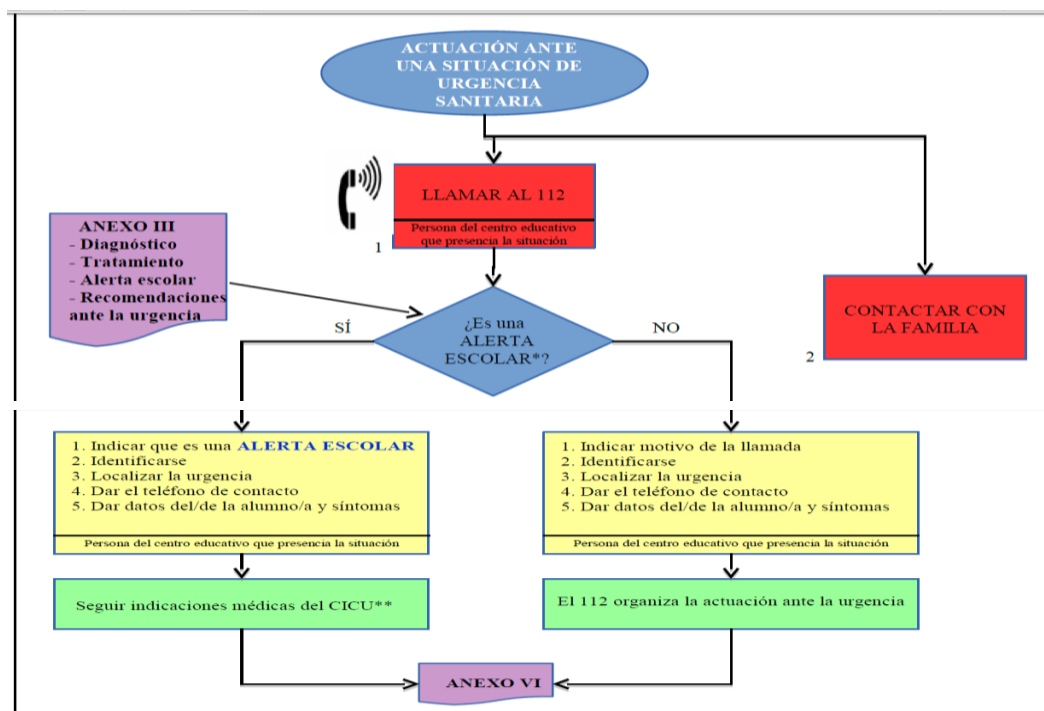 ACTUACIÓN ANTE
UNA SITUACIÓN DE
URGENCIA
SANITARIA
LLAMAR AL 112
Persona del centro educativo
que presencia la situación
1
ANEXO III
- Diagnóstico
- Tratamiento
- Alerta escolar
- Recomendaciones
ante la urgencia
CONTACTAR CON
LA FAMILIA
2
SÍ
¿Es una
ALERTA
ESCOLAR*?
NO
1. Indicar que es una ALERTA ESCOLAR
2. Identificarse
3. Localizar la urgencia
4. Dar el teléfono de contacto
5. Dar datos del/de la alumno/a y síntomas
Persona del centro educativo que presencia la situación
1. Indicar motivo de la llamada
2. Identificarse
3. Localizar la urgencia
4. Dar el teléfono de contacto
5. Dar datos del/de la alumno/a y síntomas
Persona del centro educativo que presencia la situación
Seguir indicaciones médicas del CICU**
El 112 organiza la actuación ante la urgencia
ANEXO VI